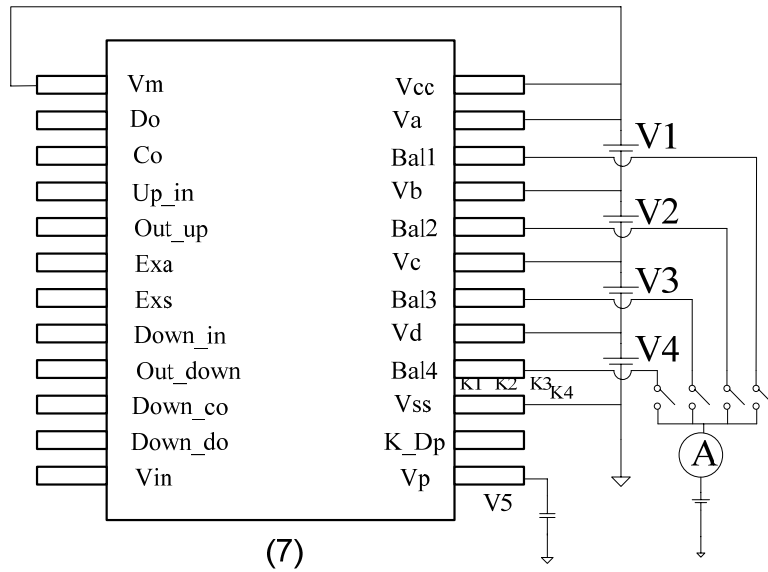 Vm Vcc
Do Va
V1
Co Bal1
Up_in Vb
V2
Out_up Bal2
Exa Vc
V3
Exs Bal3
Down_in Vd
V4
Out_down Bal4
K1 K2 K3
K4
Down_co Vss
Down_do K_Dp
A
Vin Vp
V5
(7)